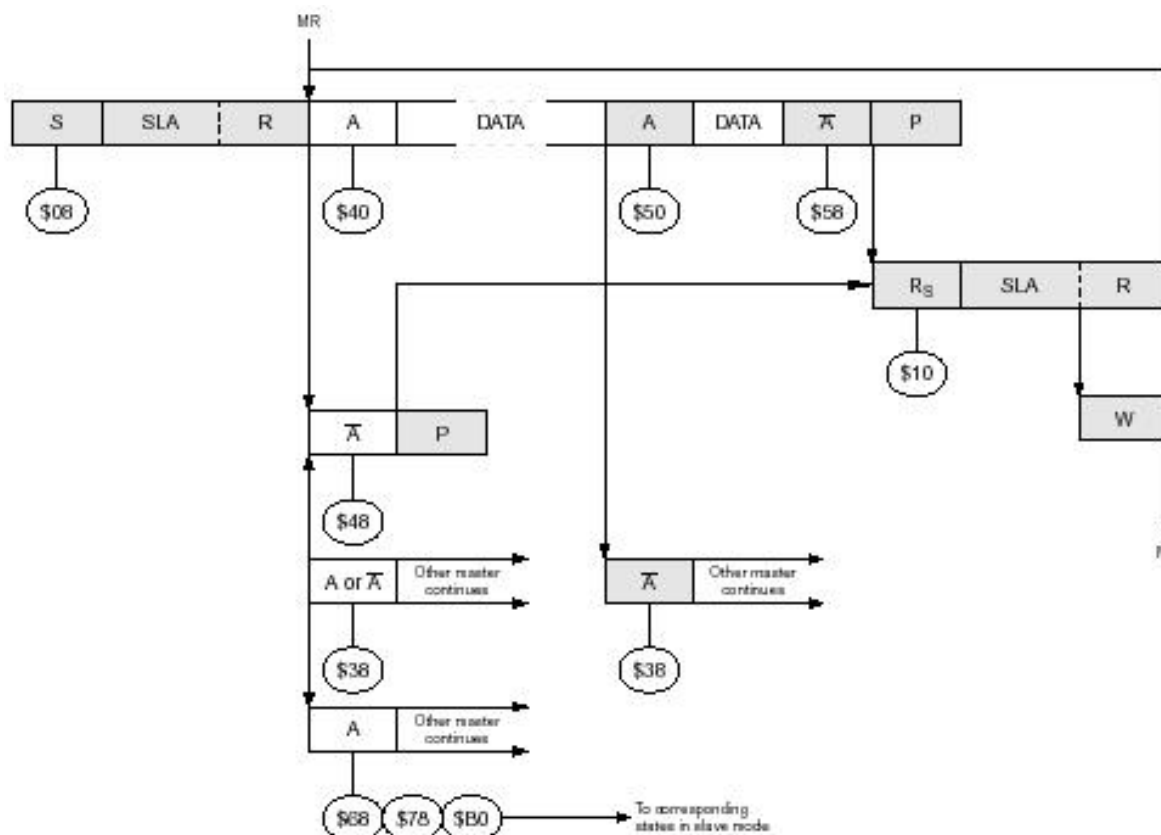 MR
S SLA R A DATA A DATA A̅ P
$08 $40 $50 $58
R_S SLA R
$10
A̅ P
W
$48
A or A̅ Other master continues
A̅ Other master continues
$38 $38
A Other master continues
$68 $78 $B0 To corresponding
states in slave mode